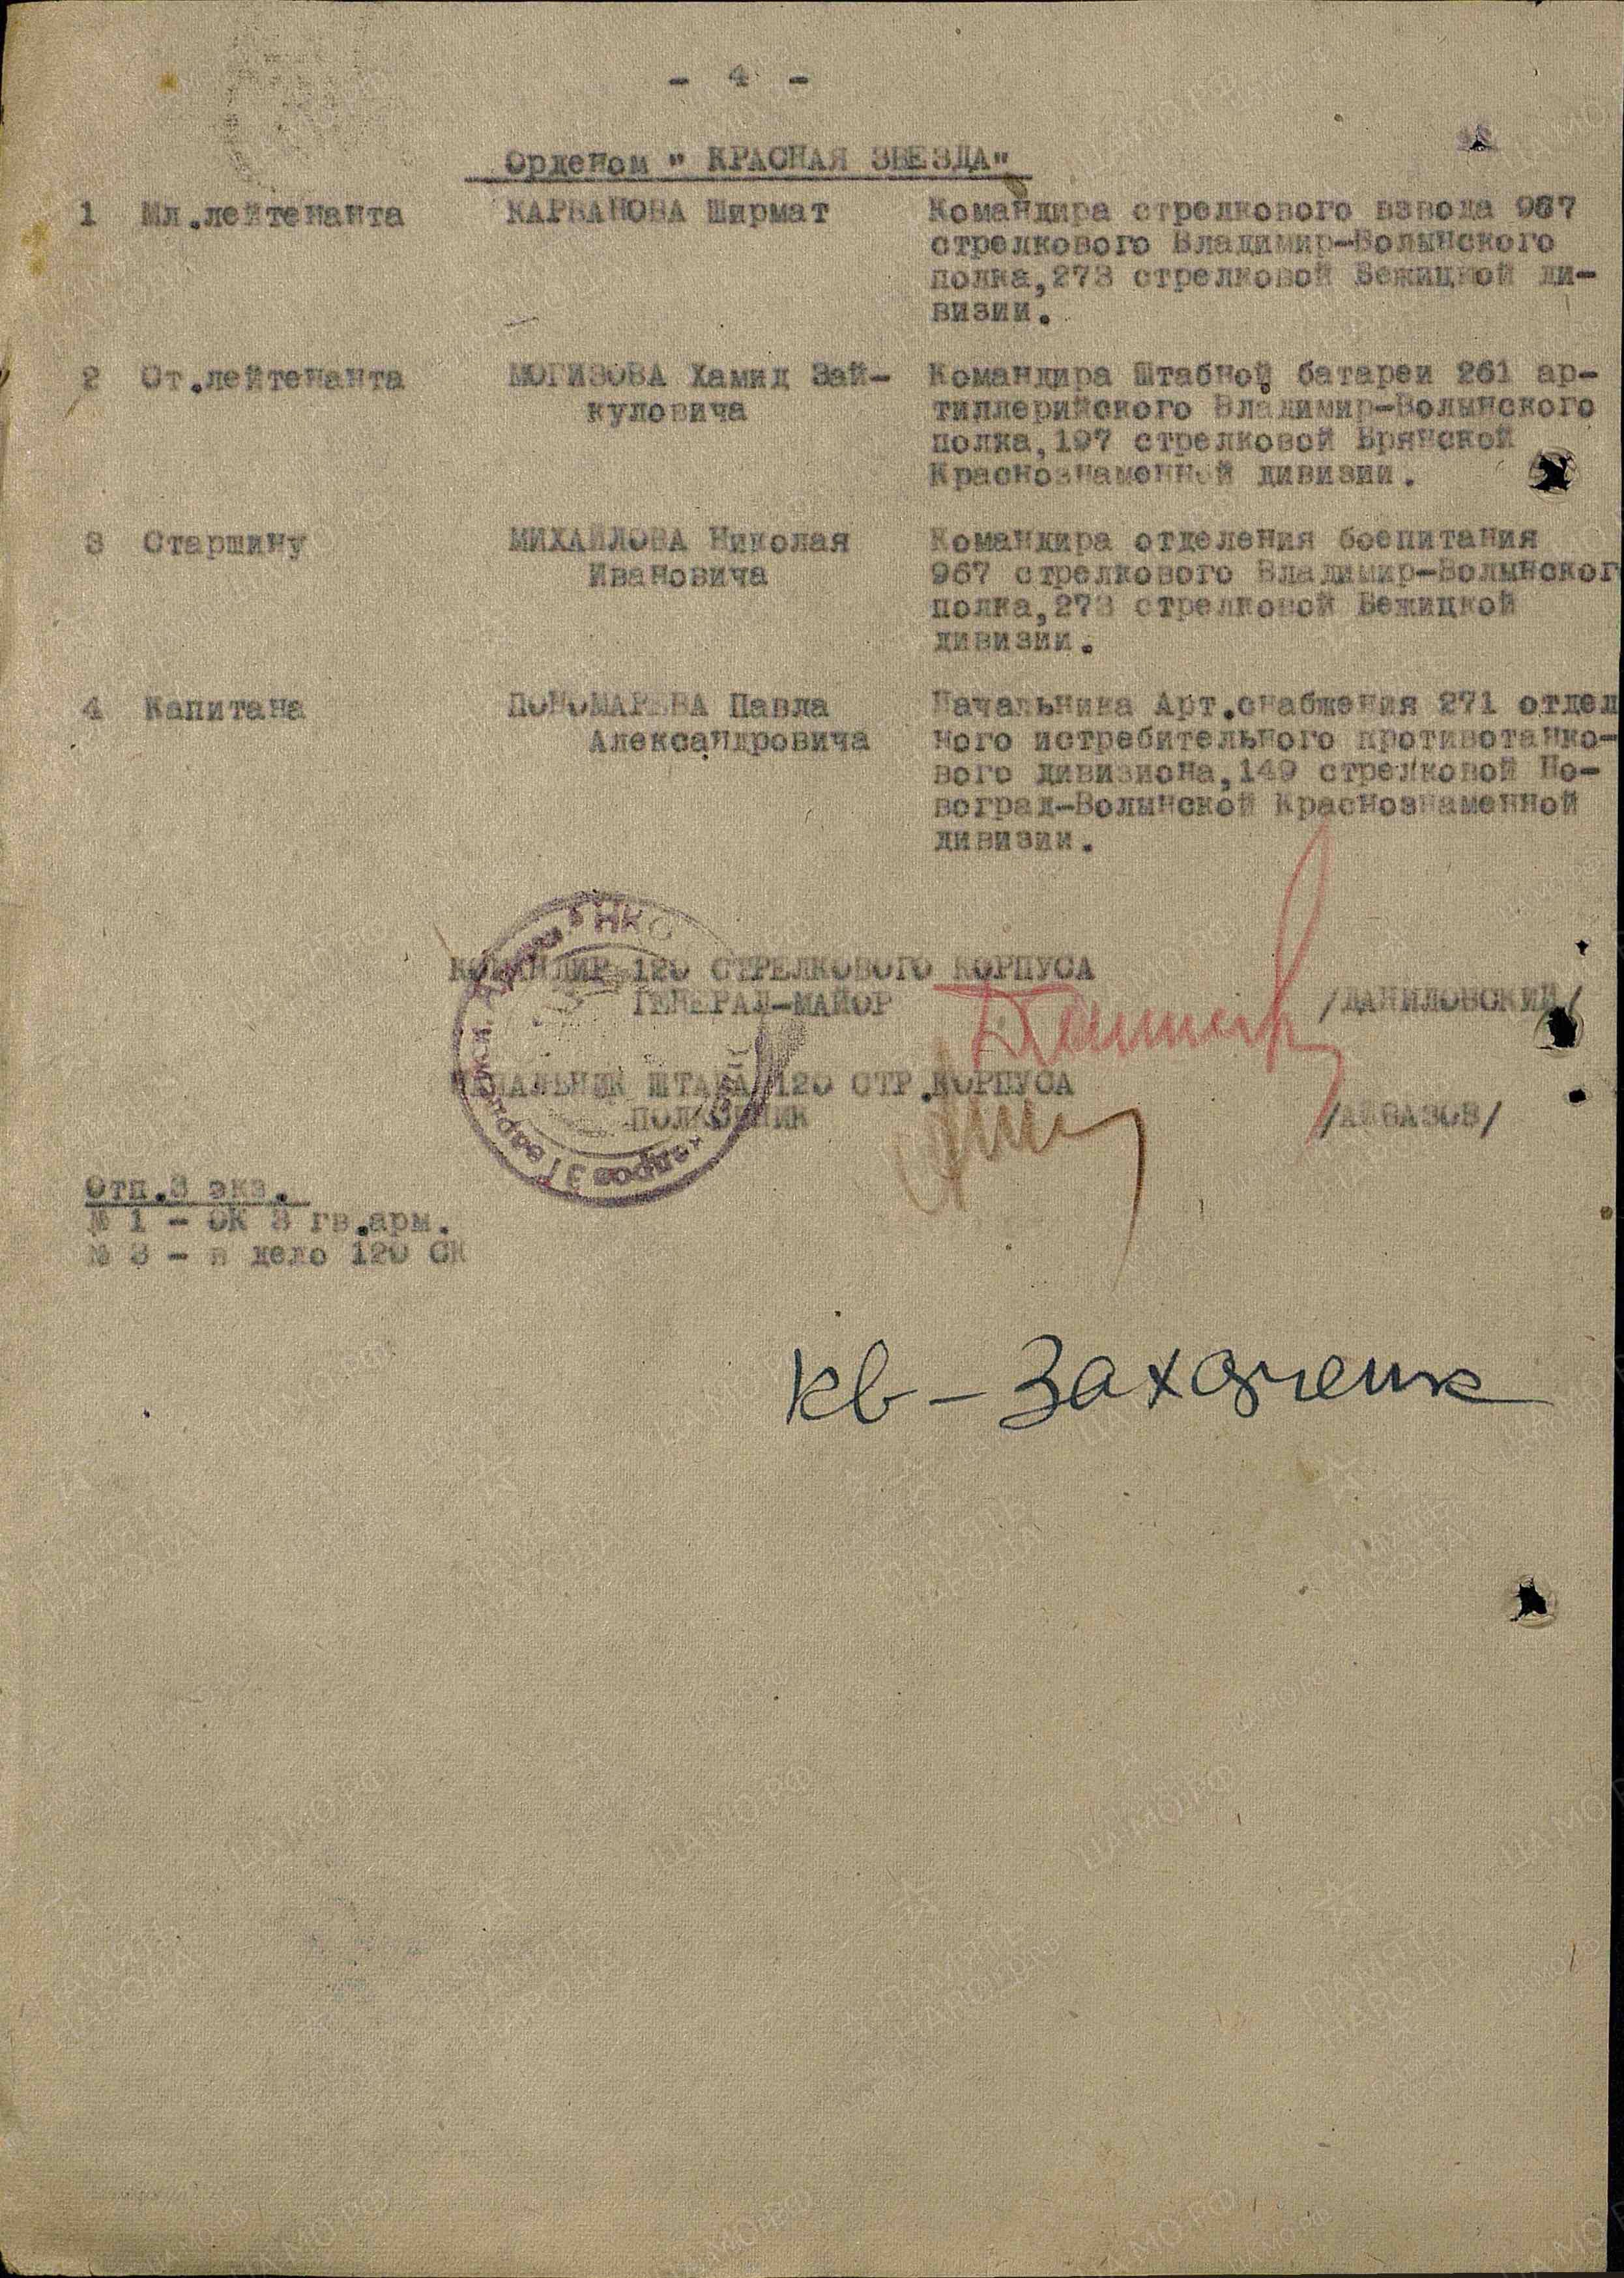 - 4 -
Орденом " КРАСНАЯ ЗВЕЗДА"
1 Мл.лейтенанта КАРВАНОВА Ширмат Командира стрелкового взвода 967
стрелкового Владимир-Волынского
полка,273 стрелковой Бежицкой ди-
визии.
2 Ст.лейтенанта МОГИЗОВА Хамид Зай- Командира Штабной батареи 261 ар-
куловича тиллерийского Владимир-Волынского
полка,197 стрелковой Брянской
Краснознаменной дивизии.
3 Старшину МИХАЙЛОВА Николая Командира отделения боепитания
Ивановича 967 стрелкового Владимир-Волынског
полка,273 стрелковой Бежицкой
дивизии.
4 Капитана ПОНОМАРЕВА Павла Начальника Арт.снабжения 271 отдел
Александровича ного истребительного противотанко-
вого дивизиона,149 стрелковой Но-
воград-Волынской Краснознаменной
дивизии.
КОМАНДИР 120 СТРЕЛКОВОГО КОРПУСА
ГЕНЕРАЛ-МАЙОР /ДАНИЛОВСКИЙ/
НАЧАЛЬНИК ШТАБА 120 СТР.КОРПУСА
ПОЛКОВНИК /АЙВАЗОВ/
НКО
Отп.3 экз.
№ 1 - ОК 3 гв.арм.
№ 3 - в дело 120 СК
кв -